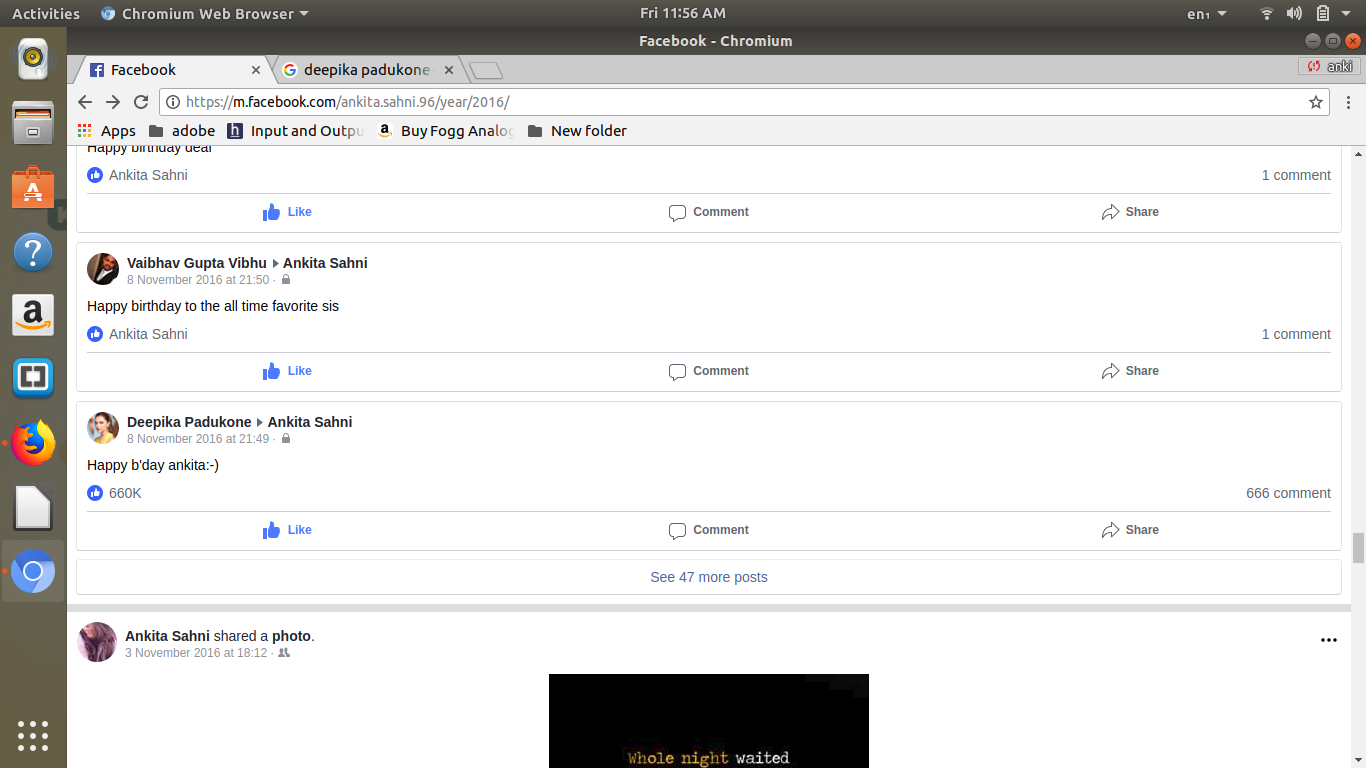 Activities Chromium Web Browser Fri 11:56 AM en₁
Facebook - Chromium
Facebook deepika padukone anki
https://m.facebook.com/ankita.sahni.96/year/2016/
Apps adobe Input and Outpu Buy Fogg Analog New folder
Happy birthday dear
Ankita Sahni 1 comment
Like Comment Share
Vaibhav Gupta Vibhu Ankita Sahni
8 November 2016 at 21:50 ·
Happy birthday to the all time favorite sis
Ankita Sahni 1 comment
Like Comment Share
Deepika Padukone Ankita Sahni
8 November 2016 at 21:49 ·
Happy b'day ankita:-)
660K 666 comment
Like Comment Share
See 47 more posts
Ankita Sahni shared a photo.
3 November 2016 at 18:12 ·
Whole night waited